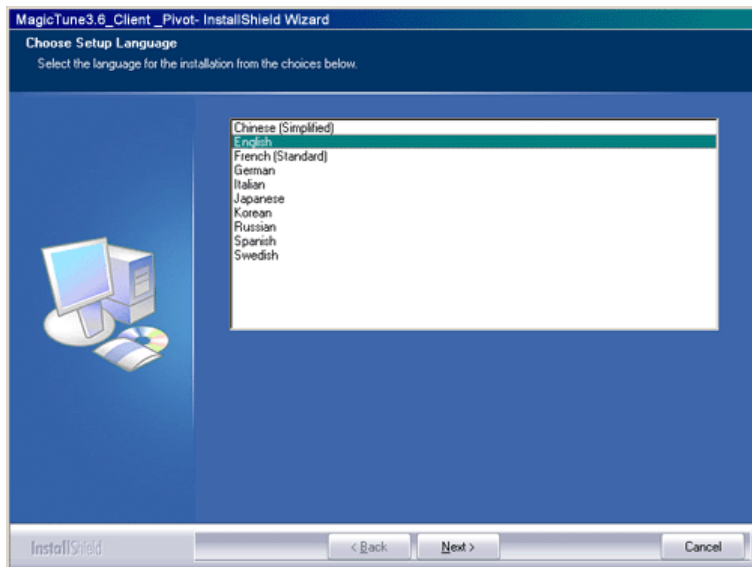 MagicTune3.6_Client _Pivot- InstallShield Wizard
Choose Setup Language
Select the language for the installation from the choices below.
Chinese (Simplified)
English
French (Standard)
German
Italian
Japanese
Korean
Russian
Spanish
Swedish
InstallShield
< Back
Next >
Cancel